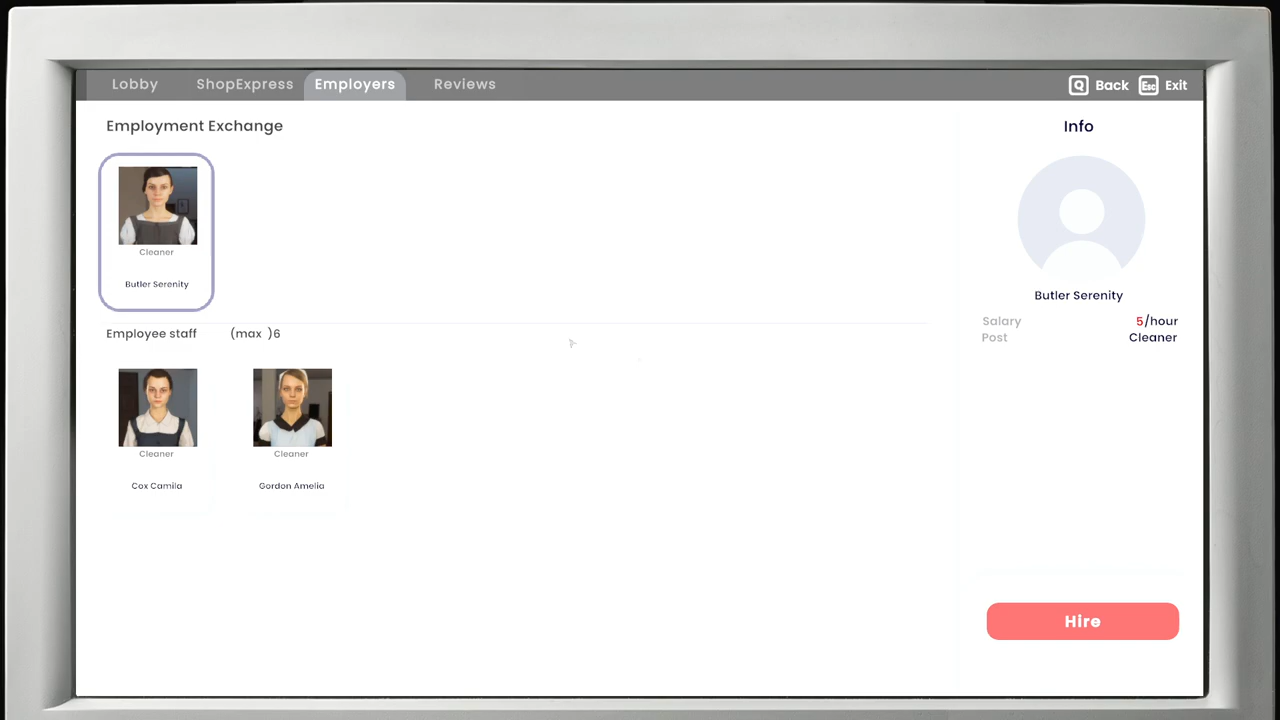 Lobby ShopExpress Employers Reviews Q Back Esc Exit
Employment Exchange
Cleaner
Butler Serenity
Employee staff (max )6
Cleaner
Cox Camila
Cleaner
Gordon Amelia
Info
Butler Serenity
Salary 5/hour
Post Cleaner
Hire